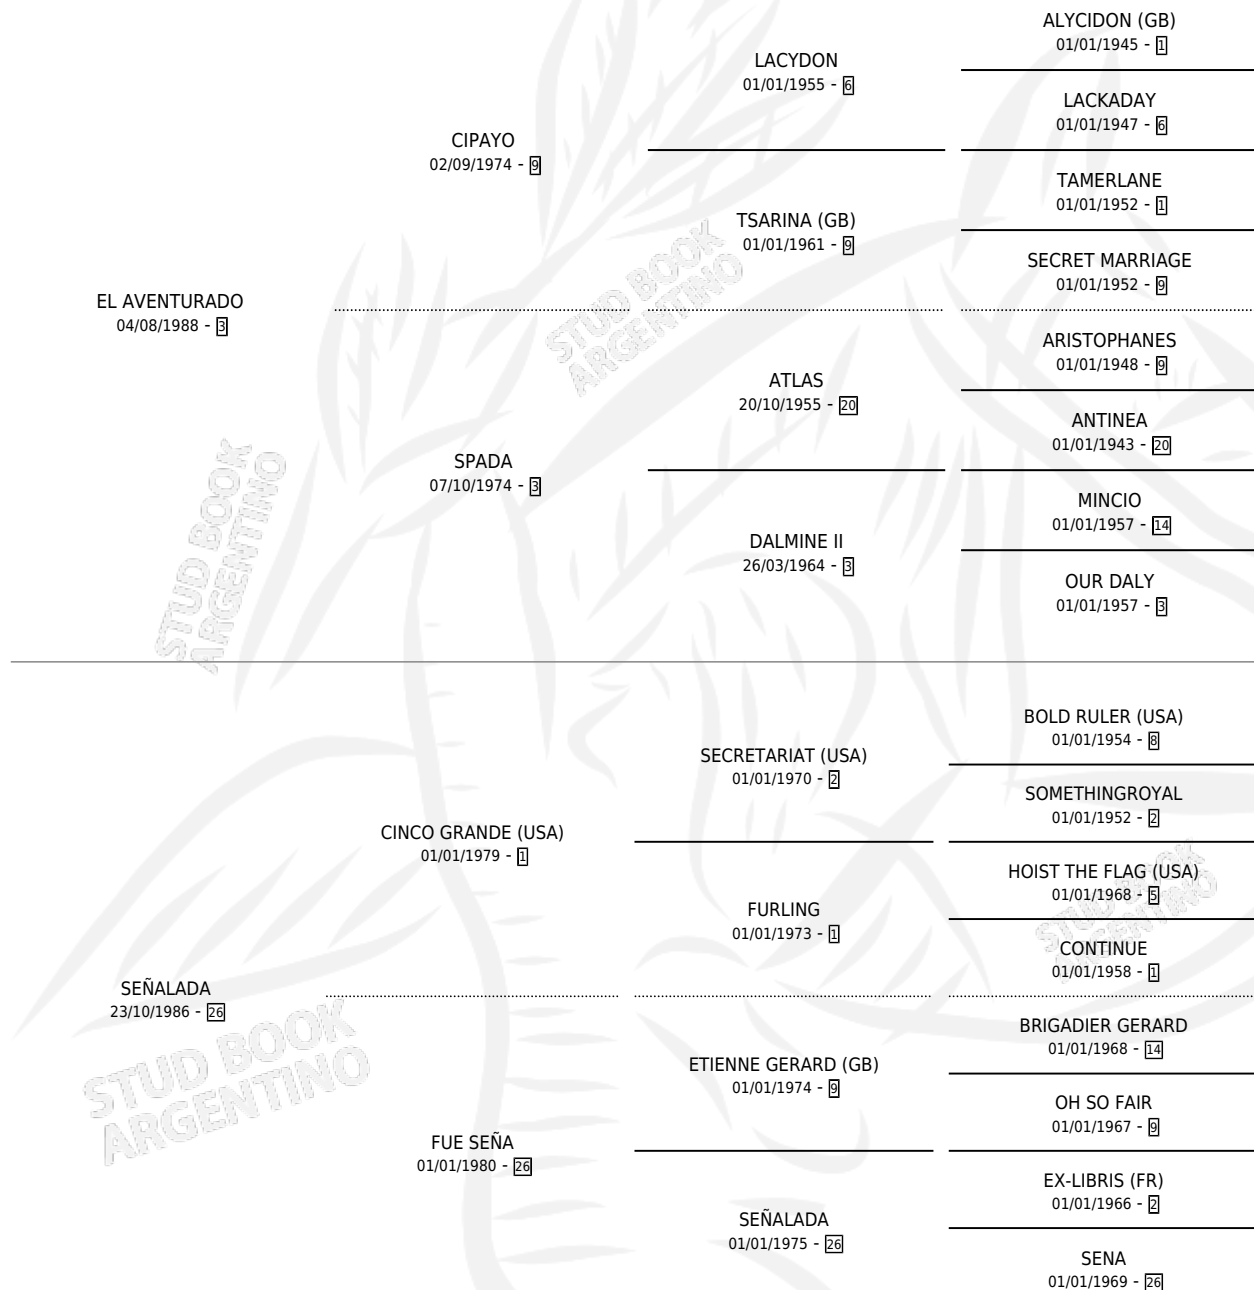 EL AVENTURADO
04/08/1988 - 3
CIPAYO
02/09/1974 - 9
LACYDON
01/01/1955 - 6
ALYCIDON (GB)
01/01/1945 - 1
LACKADAY
01/01/1947 - 6
TSARINA (GB)
01/01/1961 - 9
TAMERLANE
01/01/1952 - 1
SECRET MARRIAGE
01/01/1952 - 9
SPADA
07/10/1974 - 3
ATLAS
20/10/1955 - 20
ARISTOPHANES
01/01/1948 - 9
ANTINEA
01/01/1943 - 20
DALMINE II
26/03/1964 - 3
MINCIO
01/01/1957 - 14
OUR DALY
01/01/1957 - 3
SEÑALADA
23/10/1986 - 26
CINCO GRANDE (USA)
01/01/1979 - 1
SECRETARIAT (USA)
01/01/1970 - 2
BOLD RULER (USA)
01/01/1954 - 8
SOMETHINGROYAL
01/01/1952 - 2
FURLING
01/01/1973 - 1
HOIST THE FLAG (USA)
01/01/1968 - 5
CONTINUE
01/01/1958 - 1
FUE SEÑA
01/01/1980 - 26
ETIENNE GERARD (GB)
01/01/1974 - 9
BRIGADIER GERARD
01/01/1968 - 14
OH SO FAIR
01/01/1967 - 9
SEÑALADA
01/01/1975 - 26
EX-LIBRIS (FR)
01/01/1966 - 2
SENA
01/01/1969 - 26
STUD BOOK
ARGENTINO
STUD BOOK
ARGENTINO
STUD BOOK
ARGENTINO
STUD BOOK
ARGENTINO